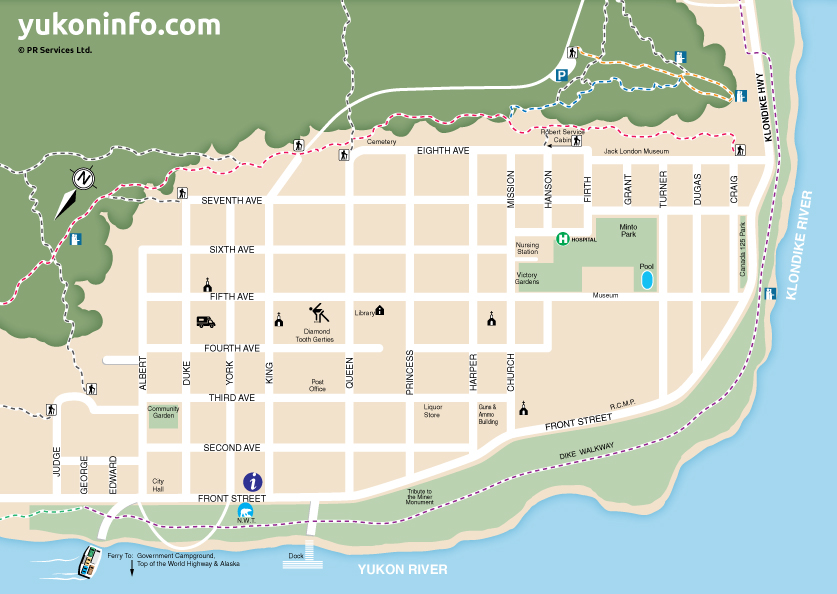 yukoninfo.com
© PR Services Ltd.
P
KLONDIKE HWY
Robert Service
Cabin
Cemetery
EIGHTH AVE
Jack London Museum
N
MISSION
HANSON
FIRTH
GRANT
TURNER
DUGAS
CRAIG
SEVENTH AVE
KLONDIKE RIVER
Minto
Park
H
HOSPITAL
Nursing
Station
SIXTH AVE
Canada 125 Park
Pool
Victory
Gardens
FIFTH AVE
Museum
Library
Diamond
Tooth Gerties
FOURTH AVE
ALBERT
DUKE
YORK
KING
QUEEN
PRINCESS
HARPER
CHURCH
Post
Office
THIRD AVE
Community
Garden
Liquor
Store
Guns &
Ammo
Building
R.C.M.P.
FRONT STREET
DIKE WALKWAY
SECOND AVE
JUDGE
GEORGE
EDWARD
City
Hall
i
FRONT STREET
N.W.T.
Tribute to
the Miner
Monument
Ferry To: Government Campground,
Top of the World Highway & Alaska
Dock
YUKON RIVER